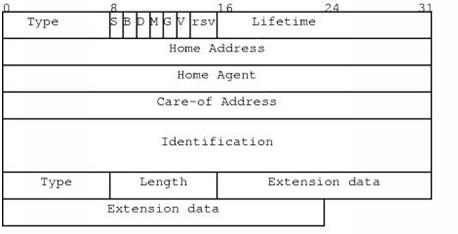 0 8 16 24 31
Type S B D M G V rsv Lifetime
Home Address
Home Agent
Care-of Address
Identification
Type Length Extension data
Extension data